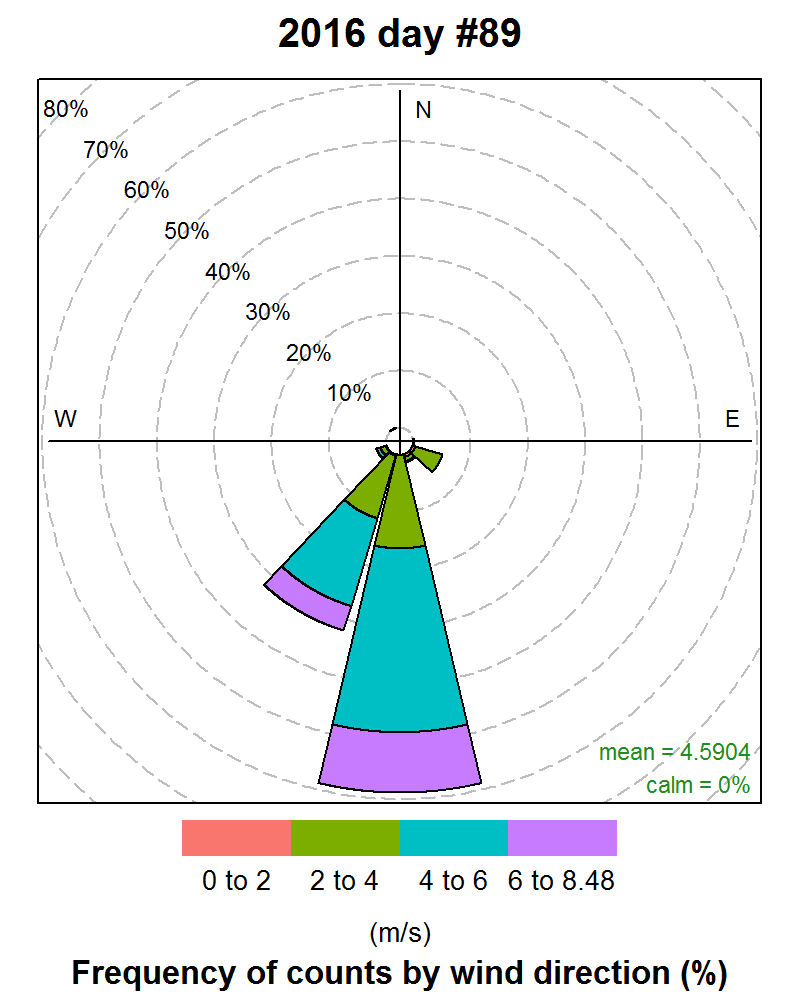 2016 day #89
80%
N
70%
60%
50%
40%
30%
20%
10%
W
E
mean = 4.5904
calm = 0%
0 to 2 2 to 4 4 to 6 6 to 8.48
(m/s)
Frequency of counts by wind direction (%)